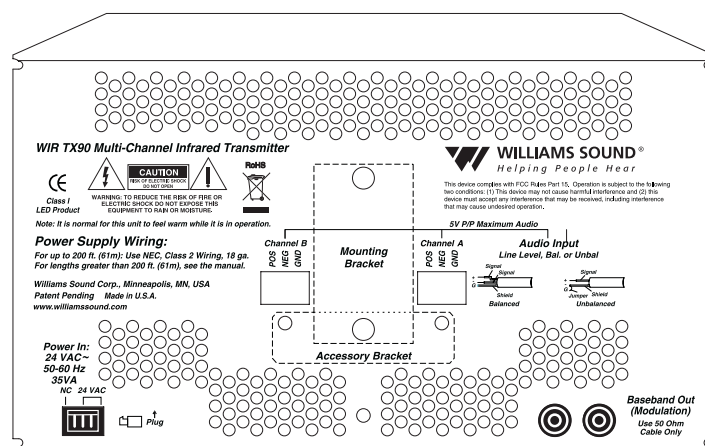 WIR TX90 Multi-Channel Infrared Transmitter
CE
Class I
LED Product
CAUTION
RISK OF ELECTRIC SHOCK
DO NOT OPEN
RoHS
WARNING: TO REDUCE THE RISK OF FIRE OR
ELECTRIC SHOCK DO NOT EXPOSE THIS
EQUIPMENT TO RAIN OR MOISTURE.
Note: It is normal for this unit to feel warm while it is in operation.
WILLIAMS SOUND®
Helping People Hear
This device complies with FCC Rules Part 15. Operation is subject to the following
two conditions: (1) This device may not cause harmful interference and (2) this
device must accept any interference that may be received, including interference
that may cause undesired operation.
Power Supply Wiring:
For up to 200 ft. (61m): Use NEC, Class 2 Wiring, 18 ga.
For lengths greater than 200 ft. (61m), see the manual.
Williams Sound Corp., Minneapolis, MN, USA
Patent Pending Made in U.S.A.
www.williamssound.com
5V P/P Maximum Audio
Channel B
POS
NEG
GND
Mounting
Bracket
Channel A
POS
NEG
GND
Audio Input
Line Level, Bal. or Unbal
Signal
Signal
+
-
G
Shield
Balanced
Signal
+
-
G
Jumper
Shield
Unbalanced
Accessory Bracket
Power In:
24 VAC~
50-60 Hz
35VA
NC 24 VAC
Plug
Baseband Out
(Modulation)
Use 50 Ohm
Cable Only